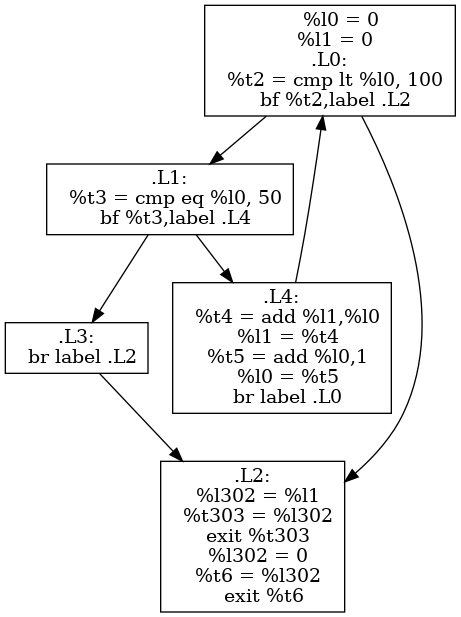 %l0 = 0
%l1 = 0
.L0:
%t2 = cmp lt %l0, 100
bf %t2,label .L2
.L1:
%t3 = cmp eq %l0, 50
bf %t3,label .L4
.L4:
%t4 = add %l1,%l0
%l1 = %t4
%t5 = add %l0,1
%l0 = %t5
br label .L0
.L3:
br label .L2
.L2:
%l302 = %l1
%t303 = %l302
exit %t303
%l302 = 0
%t6 = %l302
exit %t6